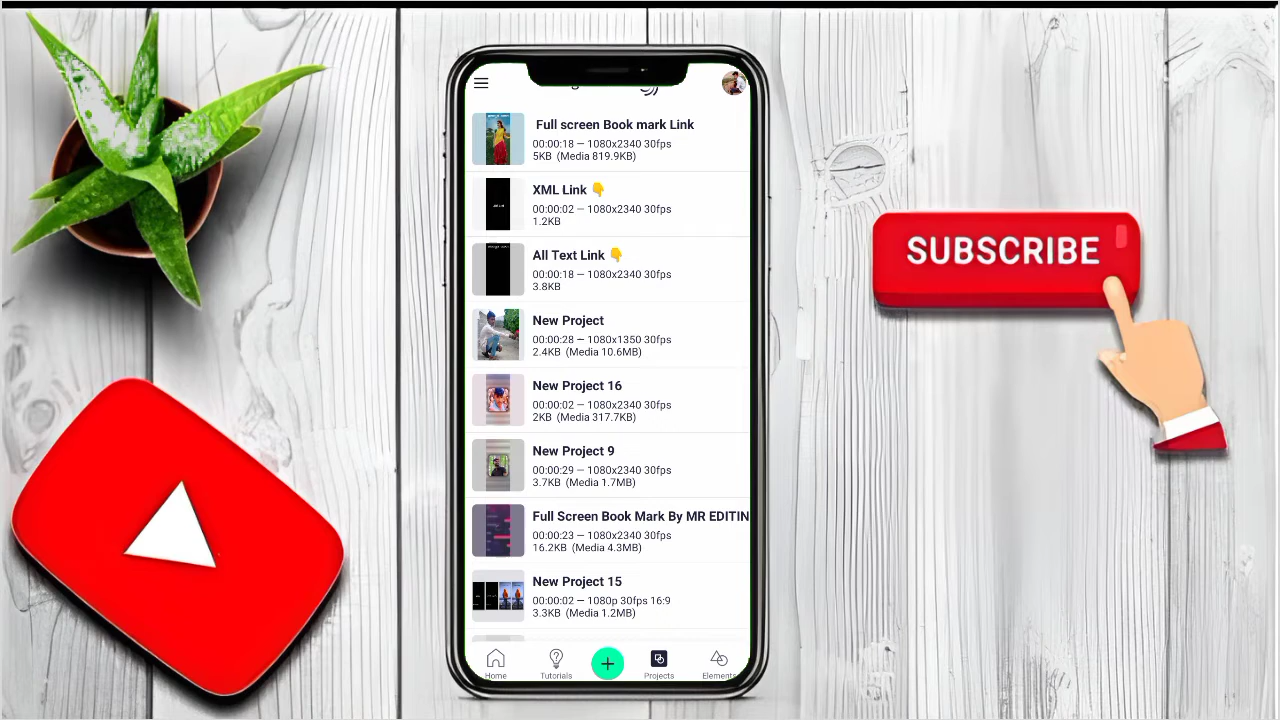 Full screen Book mark Link
00:00:18 — 1080x2340 30fps
5KB (Media 819.9KB)
XML Link 👇
00:00:02 — 1080x2340 30fps
1.2KB
All Text Link 👇
00:00:18 — 1080x2340 30fps
3.8KB
New Project
00:00:28 — 1080x1350 30fps
2.4KB (Media 10.6MB)
New Project 16
00:00:02 — 1080x2340 30fps
2KB (Media 317.7KB)
New Project 9
00:00:29 — 1080x2340 30fps
3.7KB (Media 1.7MB)
Full Screen Book Mark By MR EDITIN
00:00:23 — 1080x2340 30fps
16.2KB (Media 4.3MB)
New Project 15
00:00:02 — 1080p 30fps 16:9
3.3KB (Media 1.2MB)
Home
Tutorials
Projects
Elements
SUBSCRIBE